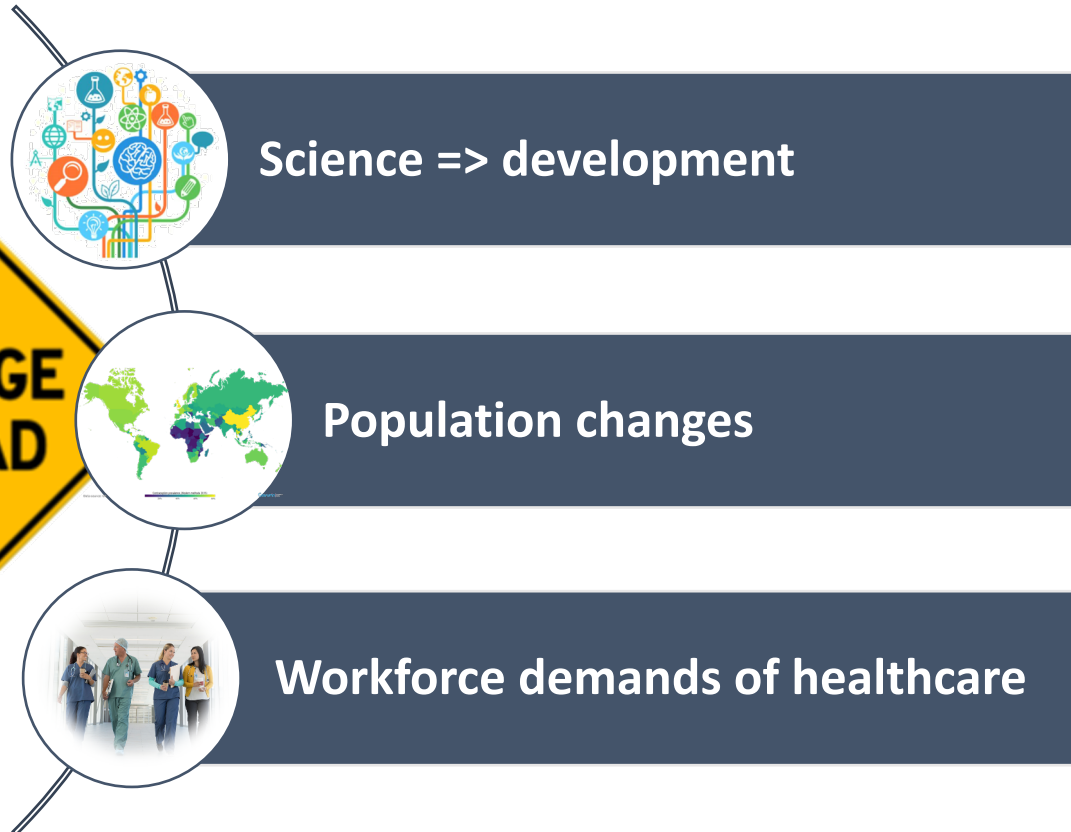 Science => development
GE
AD
Population changes
Workforce demands of healthcare